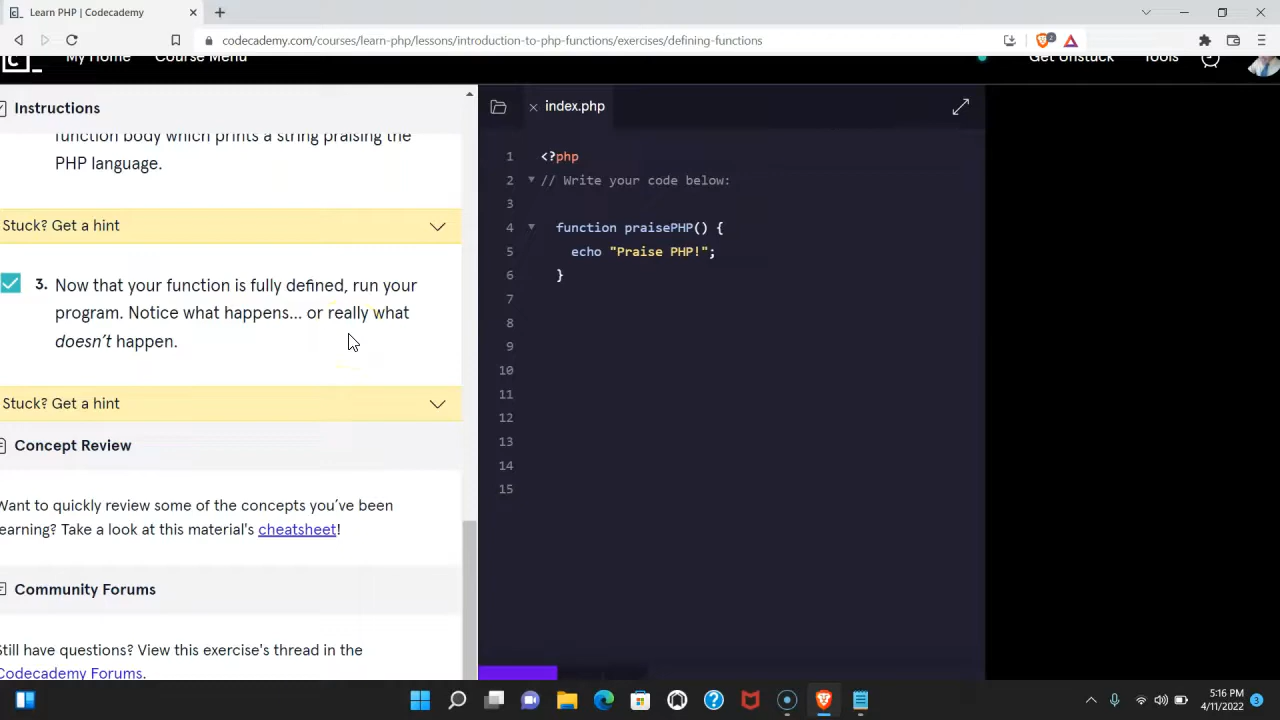 Learn PHP | Codecademy
codecademy.com/courses/learn-php/lessons/introduction-to-php-functions/exercises/defining-functions
2
My Home Course Menu Get Unstuck Tools
Instructions
function body which prints a string praising the
PHP language.
Stuck? Get a hint
3. Now that your function is fully defined, run your
program. Notice what happens... or really what
doesn't happen.
Stuck? Get a hint
Concept Review
Want to quickly review some of the concepts you've been
learning? Take a look at this material's cheatsheet!
Community Forums
Still have questions? View this exercise's thread in the
Codecademy Forums.
index.php
1 <?php
2 // Write your code below:
3
4 function praisePHP() {
5 echo "Praise PHP!";
6 }
7
8
9
10
11
12
13
14
15
5:16 PM
4/11/2022
3